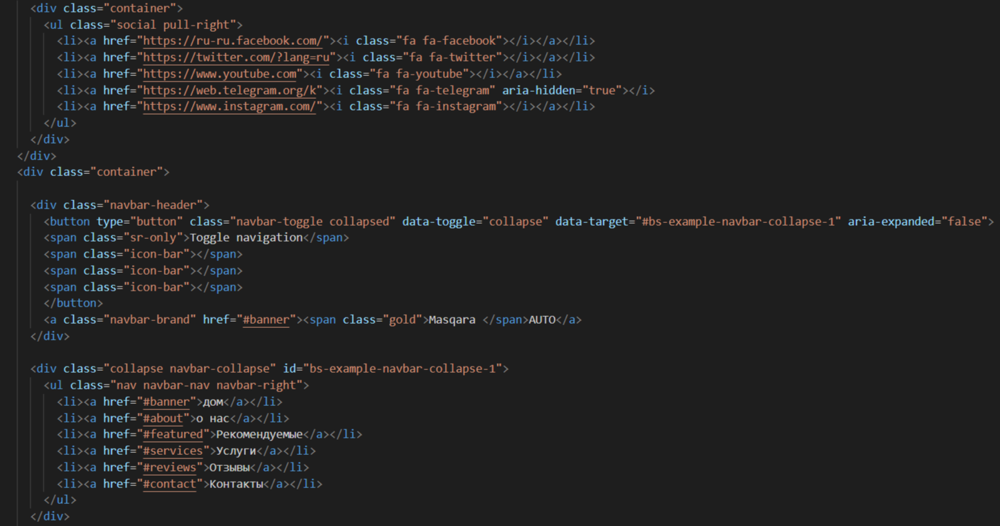 <div class="container">
<ul class="social pull-right">
<li><a href="https://ru-ru.facebook.com/"><i class="fa fa-facebook"></i></a></li>
<li><a href="https://twitter.com/?lang=ru"><i class="fa fa-twitter"></i></a></li>
<li><a href="https://www.youtube.com"><i class="fa fa-youtube"></i></a></li>
<li><a href="https://web.telegram.org/k"><i class="fa fa-telegram" aria-hidden="true"></i>
<li><a href="https://www.instagram.com/"><i class="fa fa-instagram"></i></a></li>
</ul>
</div>
</div>
<div class="container">
<div class="navbar-header">
<button type="button" class="navbar-toggle collapsed" data-toggle="collapse" data-target="#bs-example-navbar-collapse-1" aria-expanded="false">
<span class="sr-only">Toggle navigation</span>
<span class="icon-bar"></span>
<span class="icon-bar"></span>
<span class="icon-bar"></span>
</button>
<a class="navbar-brand" href="#banner"><span class="gold">Masqara </span>AUTO</a>
</div>
<div class="collapse navbar-collapse" id="bs-example-navbar-collapse-1">
<ul class="nav navbar-nav navbar-right">
<li><a href="#banner">дом</a></li>
<li><a href="#about">о нас</a></li>
<li><a href="#featured">Рекомендуемые</a></li>
<li><a href="#services">Услуги</a></li>
<li><a href="#reviews">Отзывы</a></li>
<li><a href="#contact">Контакты</a></li>
</ul>
</div>